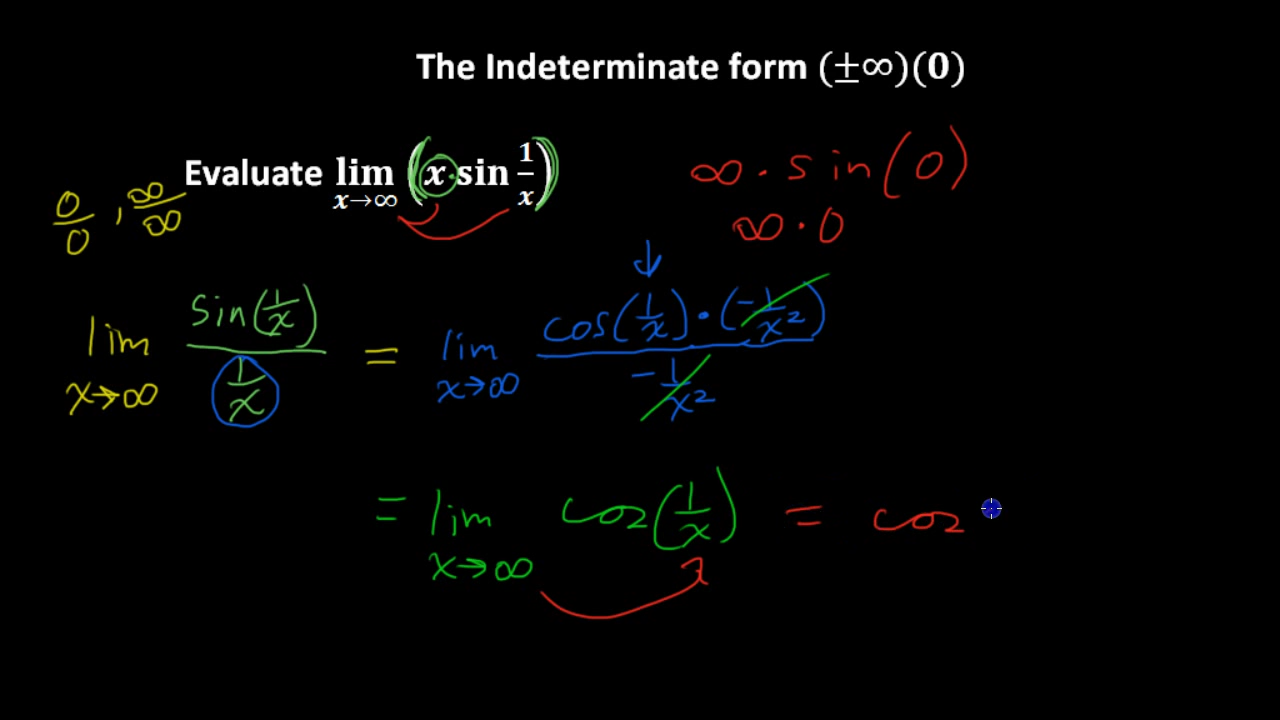 The Indeterminate form (±∞)(0)
Evaluate lim x→∞ (x sin 1/x)
∞ · sin(0)
0/0 , ∞/∞
∞ · 0
lim x→∞ sin(1/x) / (1/x) = lim x→∞ cos(1/x) · (-1/x²) / (-1/x²)
= lim x→∞ cos(1/x) = cos